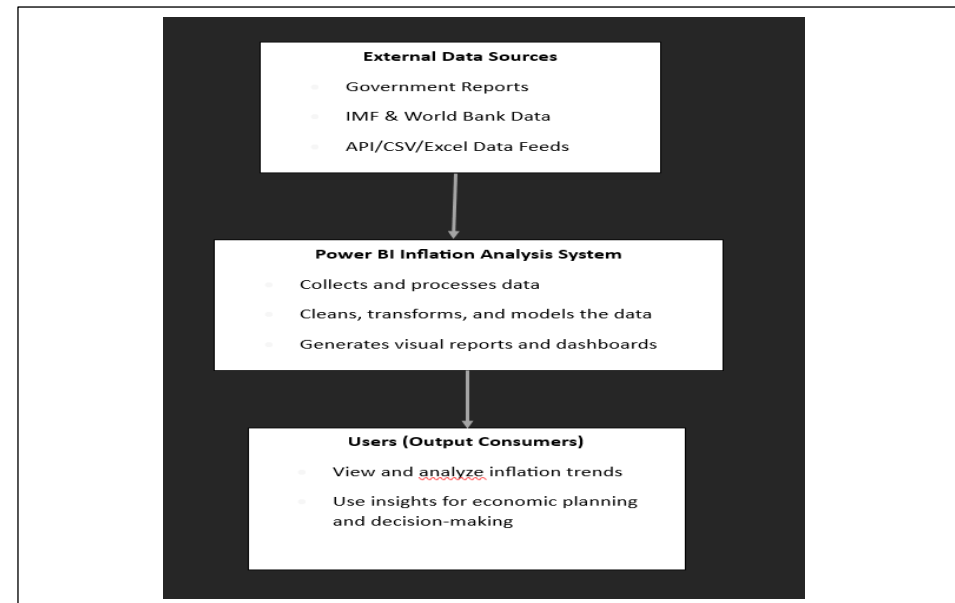 External Data Sources
Government Reports
IMF & World Bank Data
API/CSV/Excel Data Feeds
Power BI Inflation Analysis System
Collects and processes data
Cleans, transforms, and models the data
Generates visual reports and dashboards
Users (Output Consumers)
View and analyze inflation trends
Use insights for economic planning
and decision-making